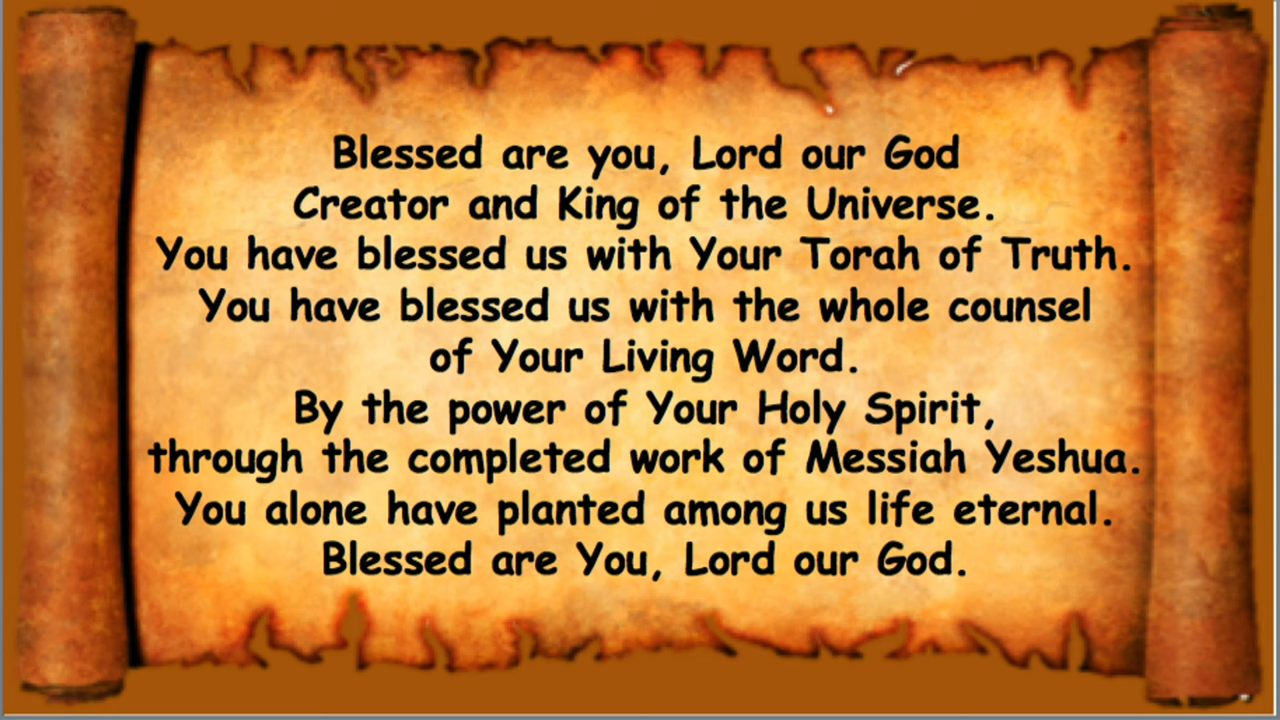 Blessed are you, Lord our God
Creator and King of the Universe.
You have blessed us with Your Torah of Truth.
You have blessed us with the whole counsel
of Your Living Word.
By the power of Your Holy Spirit,
through the completed work of Messiah Yeshua.
You alone have planted among us life eternal.
Blessed are You, Lord our God.